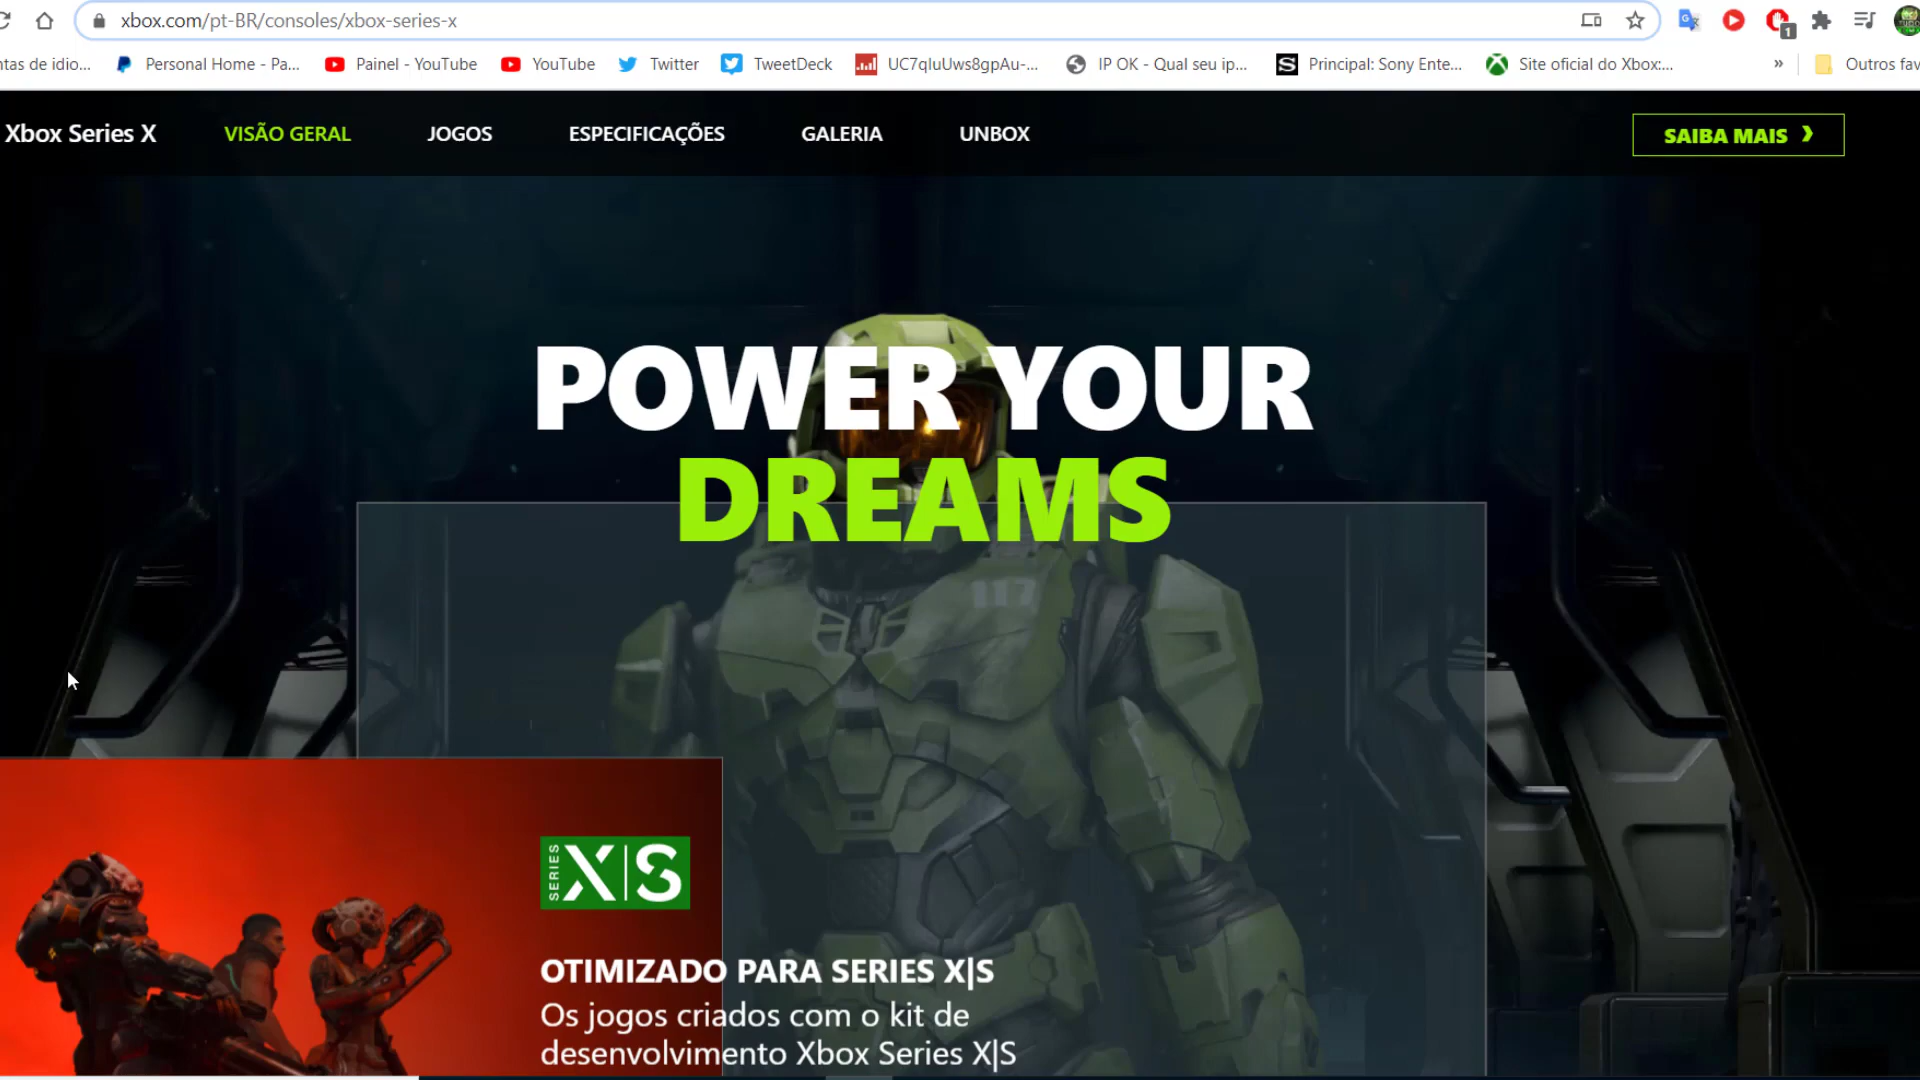 xbox.com/pt-BR/consoles/xbox-series-x
1
ntas de idio... Personal Home - Pa... Painel - YouTube YouTube Twitter TweetDeck UC7qluUws8gpAu-... IP OK - Qual seu ip... S Principal: Sony Ente... Site oficial do Xbox:... » Outros fav
Xbox Series X VISÃO GERAL JOGOS ESPECIFICAÇÕES GALERIA UNBOX SAIBA MAIS
POWER YOUR
DREAMS
117
SERIES X|S
OTIMIZADO PARA SERIES X|S
Os jogos criados com o kit de
desenvolvimento Xbox Series X|S